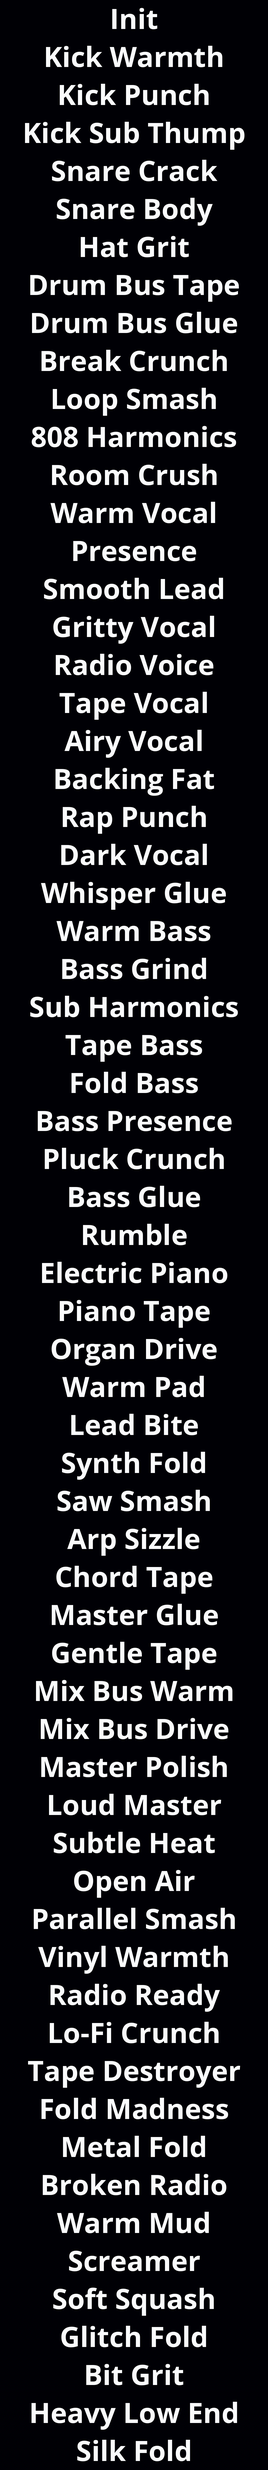 Init
Kick Warmth
Kick Punch
Kick Sub Thump
Snare Crack
Snare Body
Hat Grit
Drum Bus Tape
Drum Bus Glue
Break Crunch
Loop Smash
808 Harmonics
Room Crush
Warm Vocal
Presence
Smooth Lead
Gritty Vocal
Radio Voice
Tape Vocal
Airy Vocal
Backing Fat
Rap Punch
Dark Vocal
Whisper Glue
Warm Bass
Bass Grind
Sub Harmonics
Tape Bass
Fold Bass
Bass Presence
Pluck Crunch
Bass Glue
Rumble
Electric Piano
Piano Tape
Organ Drive
Warm Pad
Lead Bite
Synth Fold
Saw Smash
Arp Sizzle
Chord Tape
Master Glue
Gentle Tape
Mix Bus Warm
Mix Bus Drive
Master Polish
Loud Master
Subtle Heat
Open Air
Parallel Smash
Vinyl Warmth
Radio Ready
Lo-Fi Crunch
Tape Destroyer
Fold Madness
Metal Fold
Broken Radio
Warm Mud
Screamer
Soft Squash
Glitch Fold
Bit Grit
Heavy Low End
Silk Fold